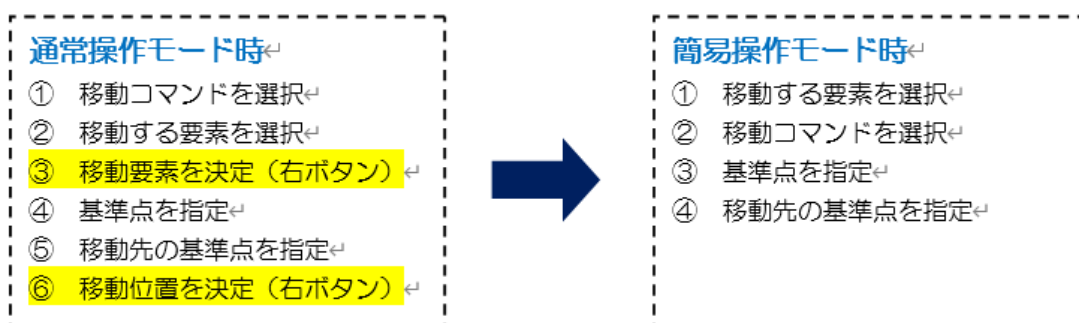 通常操作モード時
① 移動コマンドを選択
② 移動する要素を選択
③ 移動要素を決定（右ボタン）
④ 基準点を指定
⑤ 移動先の基準点を指定
⑥ 移動位置を決定（右ボタン）
簡易操作モード時
① 移動する要素を選択
② 移動コマンドを選択
③ 基準点を指定
④ 移動先の基準点を指定